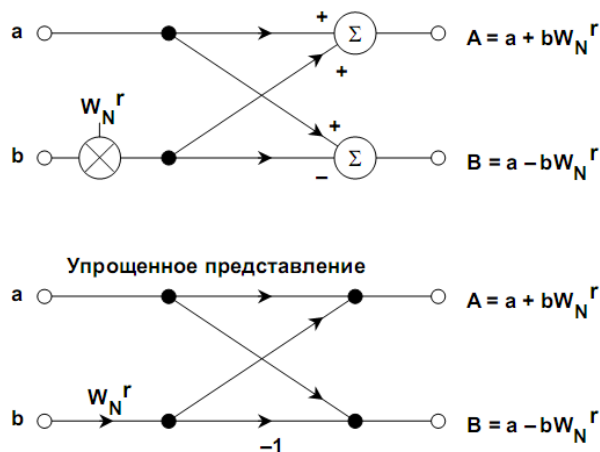 a + Σ A = a + bW_N^r
+
W_N^r +
b – Σ B = a – bW_N^r
Упрощенное представление
a A = a + bW_N^r
W_N^r
b B = a – bW_N^r
–1